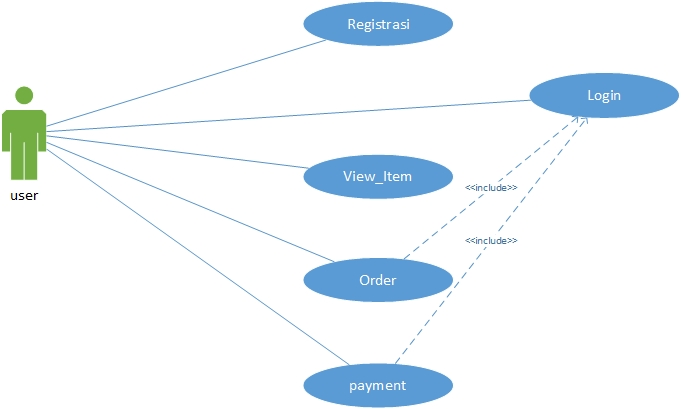 Registrasi
Login
View_Item
user
<<include>>
<<include>>
Order
payment